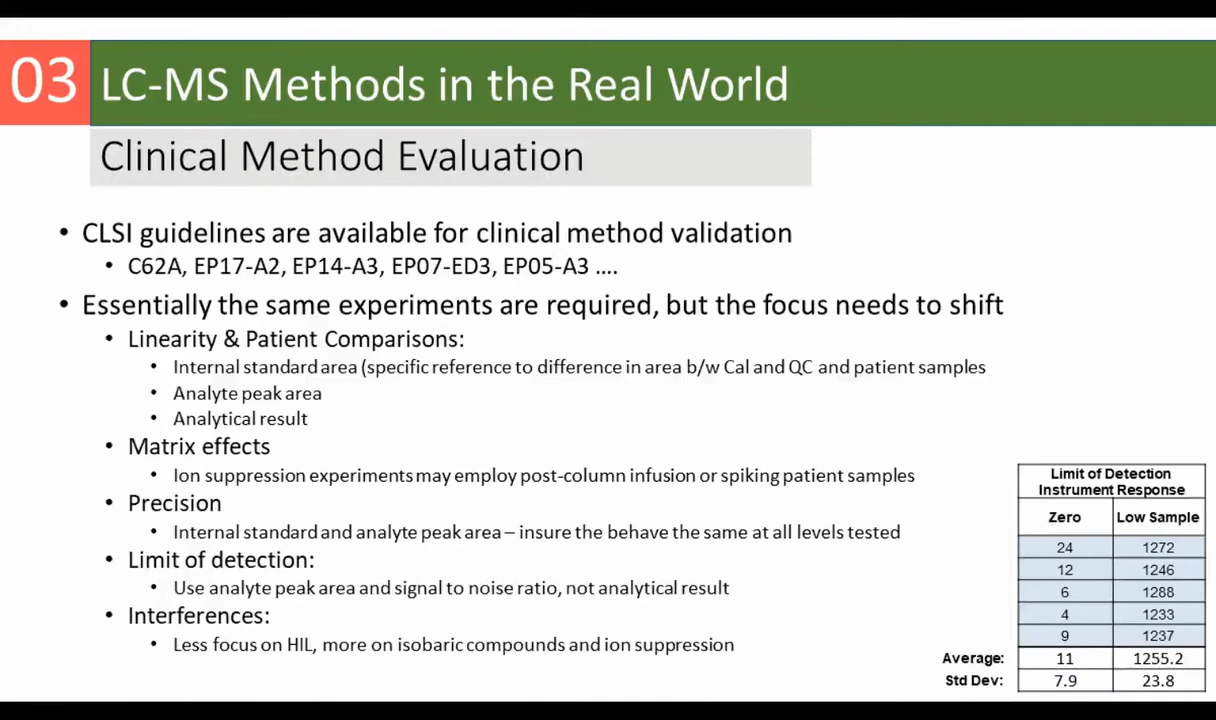 03 LC-MS Methods in the Real World
Clinical Method Evaluation
• CLSI guidelines are available for clinical method validation
• C62A, EP17-A2, EP14-A3, EP07-ED3, EP05-A3 ....
• Essentially the same experiments are required, but the focus needs to shift
• Linearity & Patient Comparisons:
• Internal standard area (specific reference to difference in area b/w Cal and QC and patient samples
• Analyte peak area
• Analytical result
• Matrix effects
• Ion suppression experiments may employ post-column infusion or spiking patient samples
• Precision
• Internal standard and analyte peak area – insure the behave the same at all levels tested
• Limit of detection:
• Use analyte peak area and signal to noise ratio, not analytical result
• Interferences:
• Less focus on HIL, more on isobaric compounds and ion suppression
Limit of Detection
Instrument Response
Zero Low Sample
24 1272
12 1246
6 1288
4 1233
9 1237
Average: 11 1255.2
Std Dev: 7.9 23.8